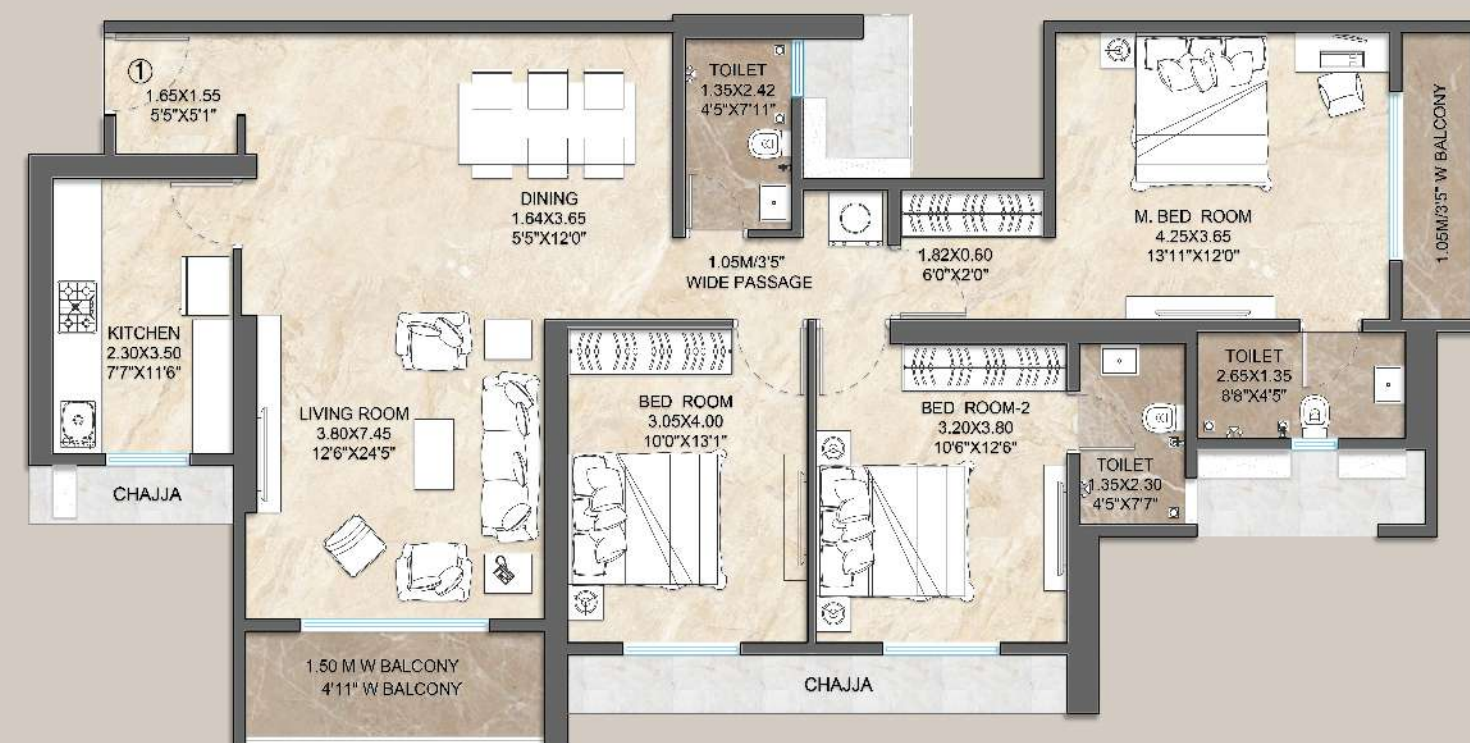 ①
1.65X1.55
5'5"X5'1"
TOILET
1.35X2.42
4'5"X7'11"
DINING
1.64X3.65
5'5"X12'0"
1.05M/3'5"
WIDE PASSAGE
1.82X0.60
6'0"X2'0"
M. BED ROOM
4.25X3.65
13'11"X12'0"
1.05M/3'5" W BALCONY
KITCHEN
2.30X3.50
7'7"X11'6"
LIVING ROOM
3.80X7.45
12'6"X24'5"
BED ROOM
3.05X4.00
10'0"X13'1"
BED ROOM-2
3.20X3.80
10'6"X12'6"
TOILET
2.65X1.35
8'8"X4'5"
TOILET
1.35X2.30
4'5"X7'7"
CHAJJA
1.50 M W BALCONY
4'11" W BALCONY
CHAJJA